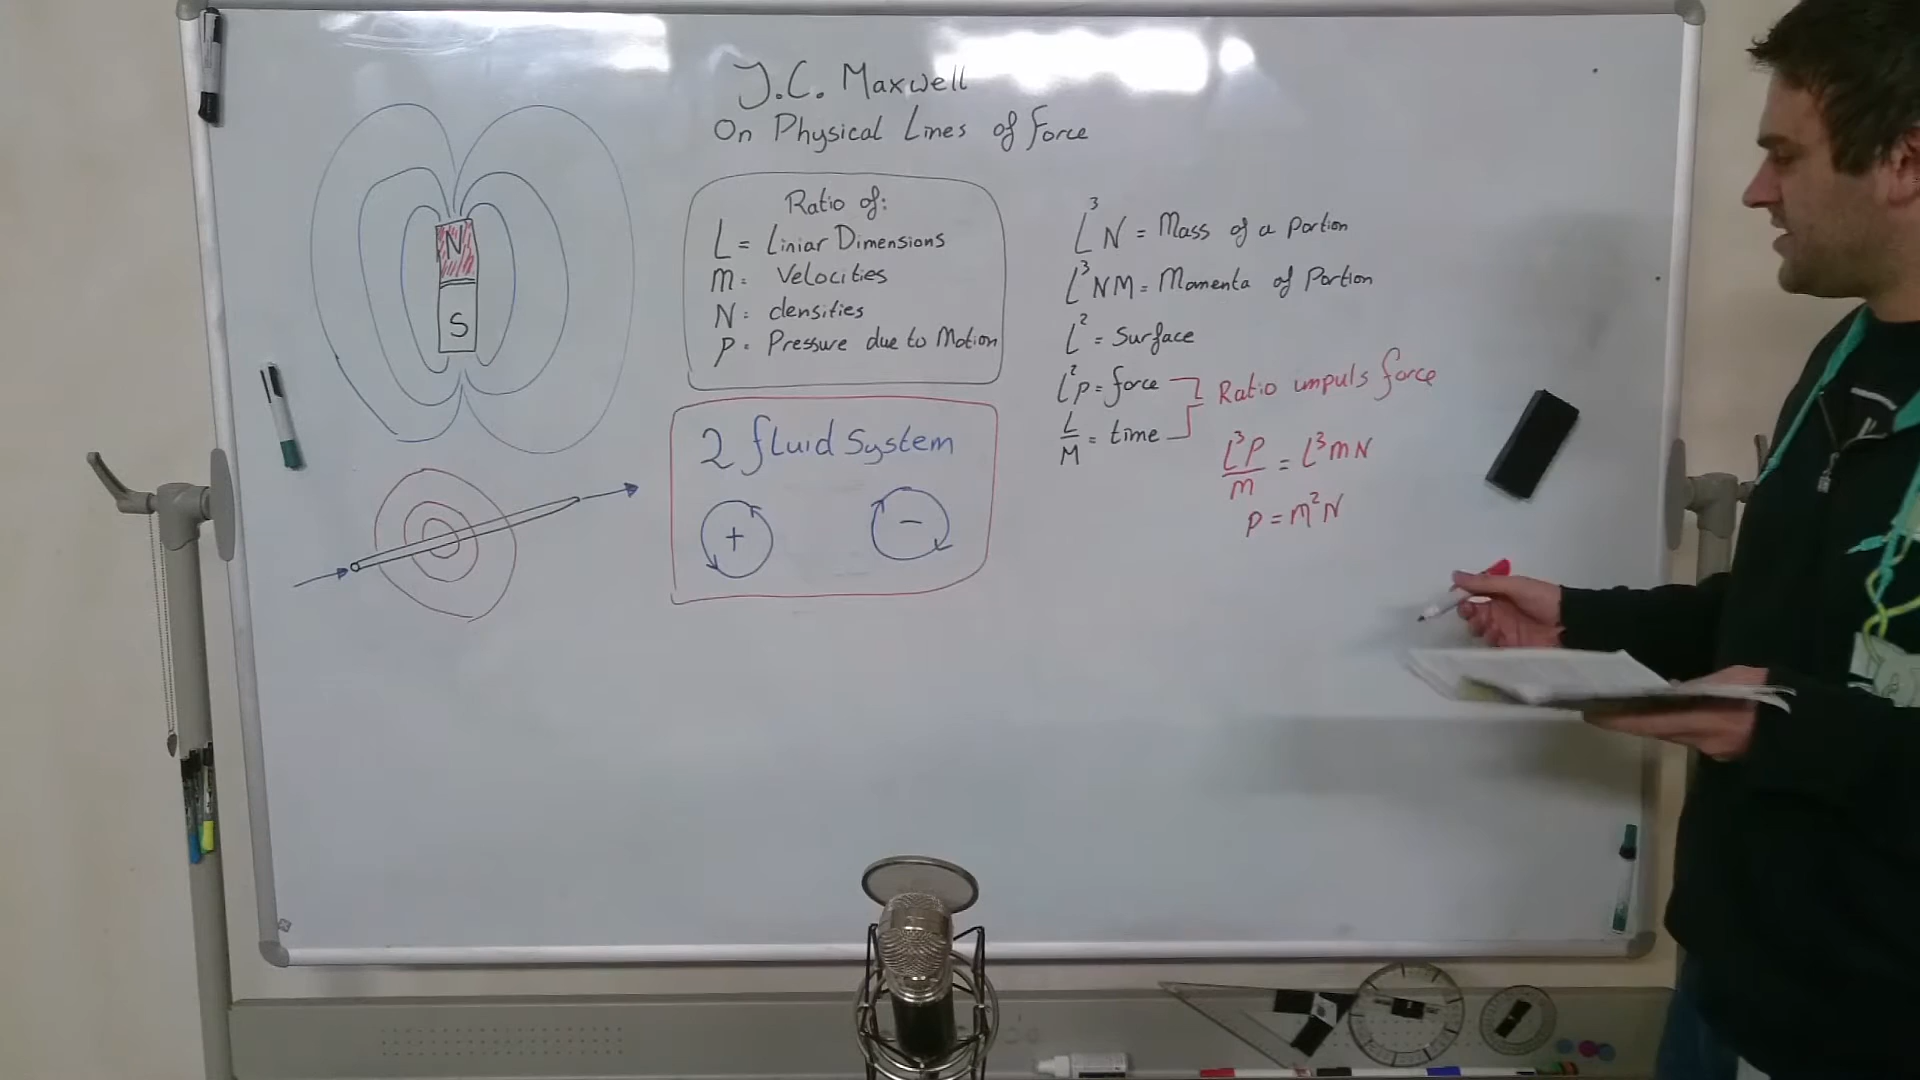 J.C. Maxwell
On Physical Lines of Force
N
S
Ratio of:
L = Liniar Dimensions
m = Velocities
N = densities
P = Pressure due to Motion
2 fluid System
+
−
L³N = Mass of a portion
L³NM = Momenta of Portion
L² = Surface
L²P = force
L/M = time
Ratio impuls force
L³P/m = L³mN
P = m²N